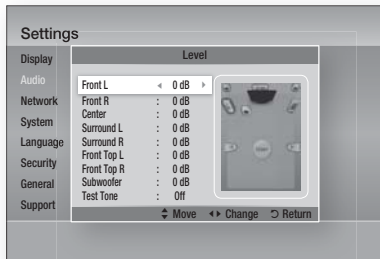 Settings
Display
Audio
Network
System
Language
Security
General
Support
Level
Front L ◀ 0 dB ▶
Front R : 0 dB
Center : 0 dB
Surround L : 0 dB
Surround R : 0 dB
Front Top L : 0 dB
Front Top R : 0 dB
Subwoofer : 0 dB
Test Tone : Off
Move Change Return